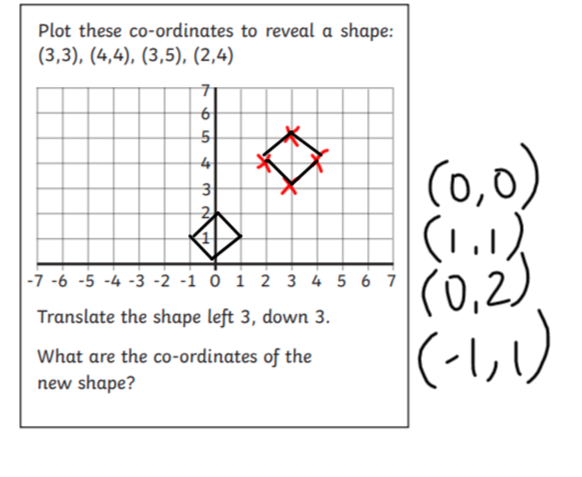 Plot these co-ordinates to reveal a shape:
(3,3), (4,4), (3,5), (2,4)
7
6
5
4
3
2
1
-7 -6 -5 -4 -3 -2 -1 0 1 2 3 4 5 6 7
Translate the shape left 3, down 3.
What are the co-ordinates of the
new shape?
(0,0)
(1,1)
(0,2)
(-1,1)